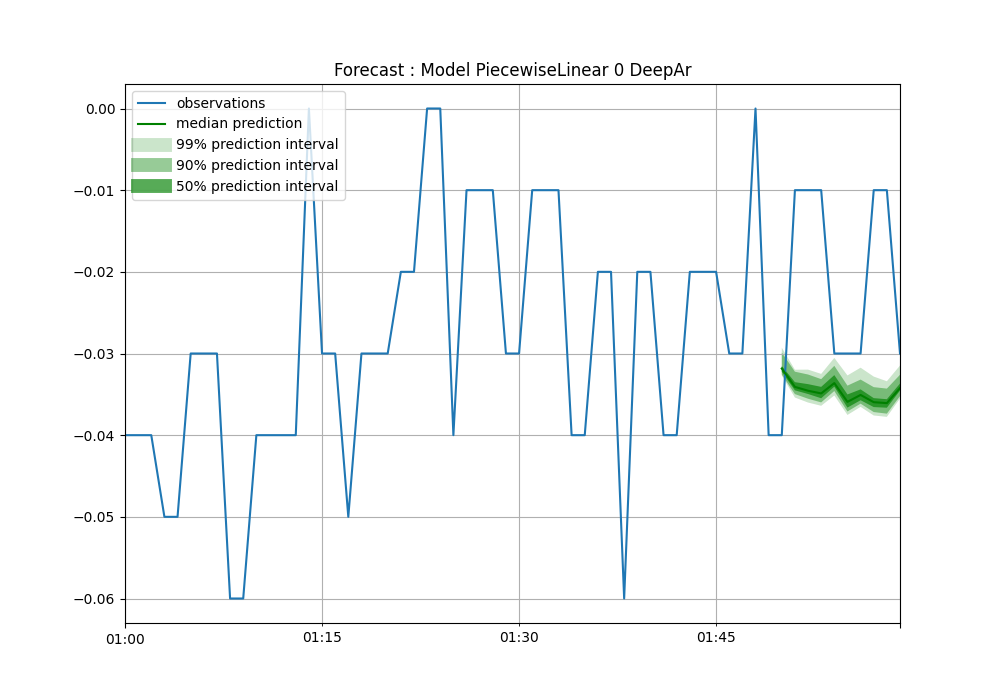 Forecast : Model PiecewiseLinear 0 DeepAr
observations
median prediction
99% prediction interval
90% prediction interval
50% prediction interval
0.00
−0.01
−0.02
−0.03
−0.04
−0.05
−0.06
01:00
01:15
01:30
01:45